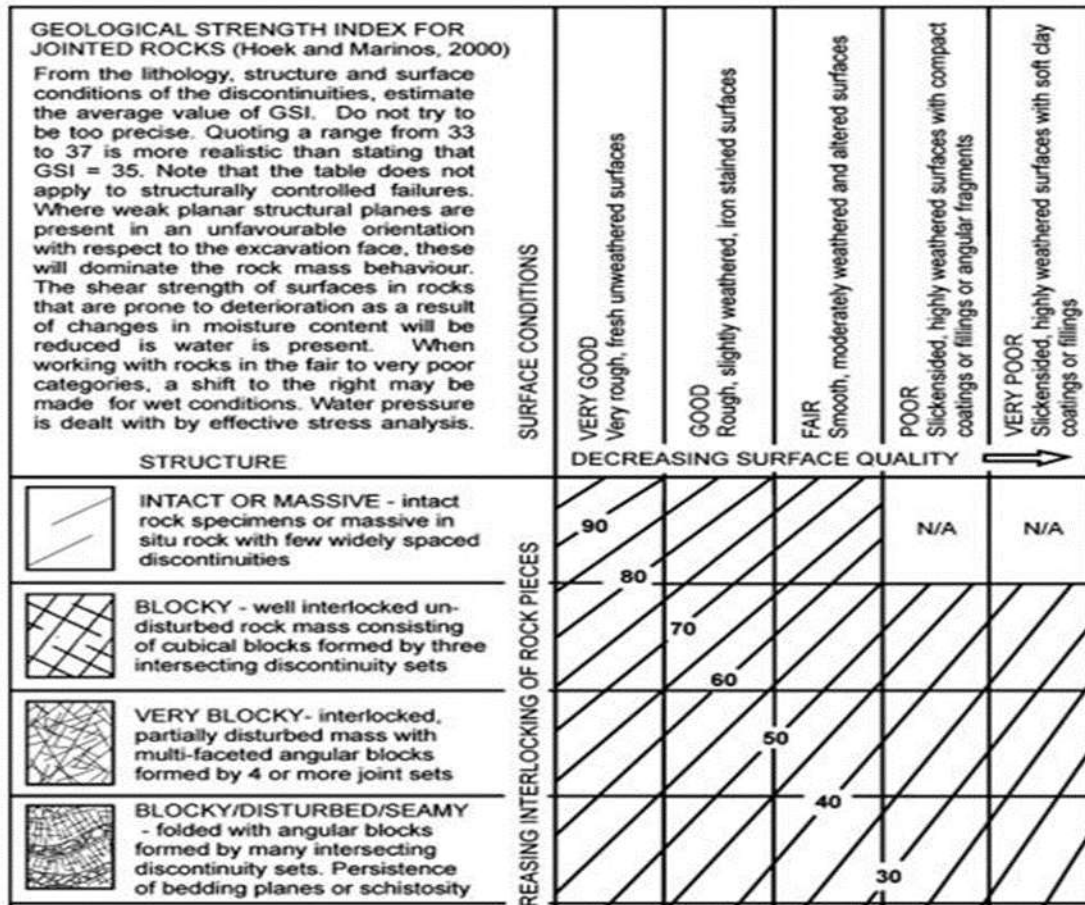 GEOLOGICAL STRENGTH INDEX FOR
JOINTED ROCKS (Hoek and Marinos, 2000)
From the lithology, structure and surface
conditions of the discontinuities, estimate
the average value of GSI. Do not try to
be too precise. Quoting a range from 33
to 37 is more realistic than stating that
GSI = 35. Note that the table does not
apply to structurally controlled failures.
Where weak planar structural planes are
present in an unfavourable orientation
with respect to the excavation face, these
will dominate the rock mass behaviour.
The shear strength of surfaces in rocks
that are prone to deterioration as a result
of changes in moisture content will be
reduced is water is present. When
working with rocks in the fair to very poor
categories, a shift to the right may be
made for wet conditions. Water pressure
is dealt with by effective stress analysis.
STRUCTURE
SURFACE CONDITIONS
VERY GOOD
Very rough, fresh unweathered surfaces
GOOD
Rough, slightly weathered, iron stained surfaces
FAIR
Smooth, moderately weathered and altered surfaces
POOR
Slickensided, highly weathered surfaces with compact
coatings or fillings or angular fragments
VERY POOR
Slickensided, highly weathered surfaces with soft clay
coatings or fillings
DECREASING SURFACE QUALITY
INTACT OR MASSIVE - intact
rock specimens or massive in
situ rock with few widely spaced
discontinuities
BLOCKY - well interlocked un-
disturbed rock mass consisting
of cubical blocks formed by three
intersecting discontinuity sets
VERY BLOCKY- interlocked,
partially disturbed mass with
multi-faceted angular blocks
formed by 4 or more joint sets
BLOCKY/DISTURBED/SEAMY
- folded with angular blocks
formed by many intersecting
discontinuity sets. Persistence
of bedding planes or schistosity
REASING INTERLOCKING OF ROCK PIECES
90
N/A
N/A
80
70
60
50
40
30